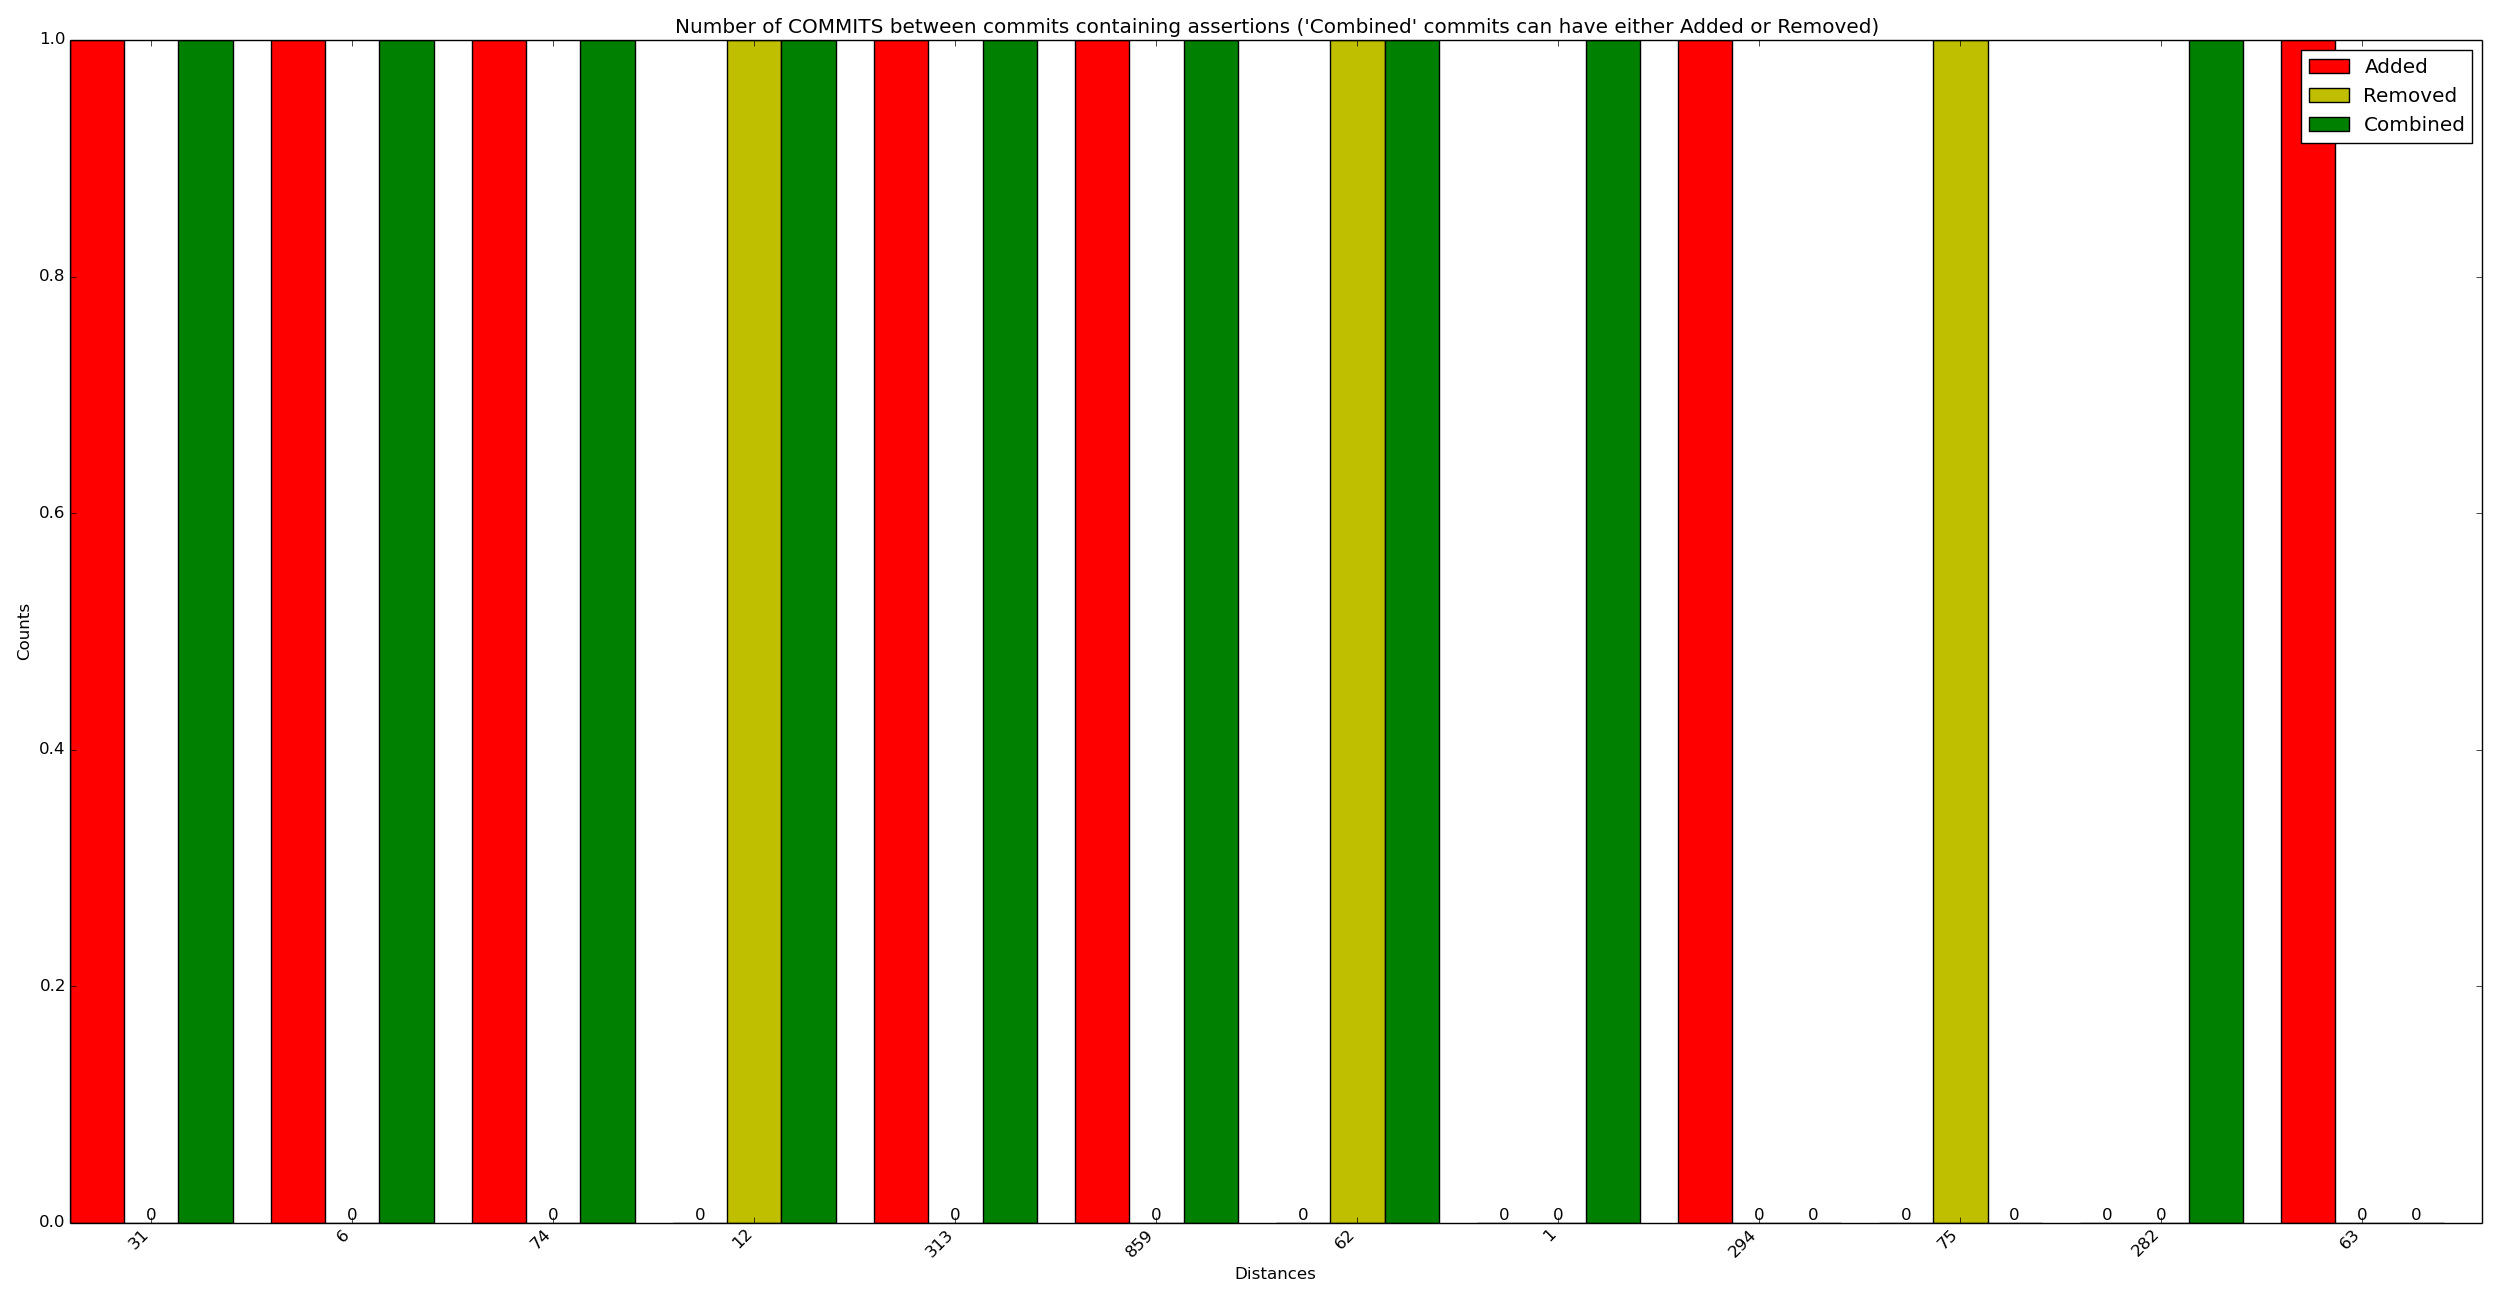 Number of COMMITS between commits containing assertions ('Combined' commits can have either Added or Removed)
1.0
0.8
0.6
0.4
0.2
0.0
Counts
Added
Removed
Combined
0 0 0 0 0 0 0 0 0 0 0 0 0 0 0 0 0
31 6 74 12 313 859 62 1 294 75 282 63
Distances